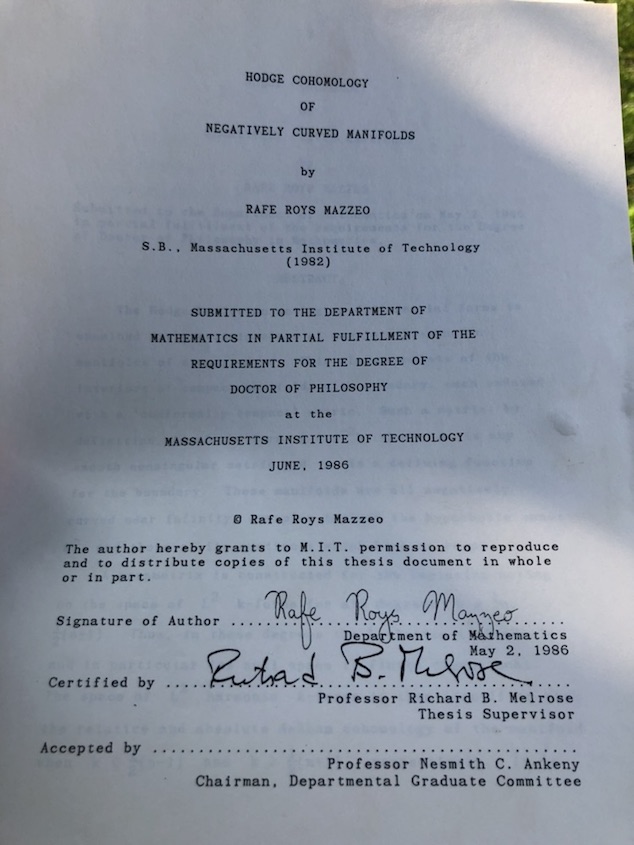 HODGE COHOMOLOGY
OF
NEGATIVELY CURVED MANIFOLDS
by
RAFE ROYS MAZZEO
S.B., Massachusetts Institute of Technology
(1982)
SUBMITTED TO THE DEPARTMENT OF
MATHEMATICS IN PARTIAL FULFILLMENT OF THE
REQUIREMENTS FOR THE DEGREE OF
DOCTOR OF PHILOSOPHY
at the
MASSACHUSETTS INSTITUTE OF TECHNOLOGY
JUNE, 1986
© Rafe Roys Mazzeo
The author hereby grants to M.I.T. permission to reproduce
and to distribute copies of this thesis document in whole
or in part.
Signature of Author ..Rafe Roys Mazzeo.....
Department of Mathematics
May 2, 1986
Certified by ....Richard B. Melrose....
Professor Richard B. Melrose
Thesis Supervisor
Accepted by .......................................
Professor Nesmith C. Ankeny
Chairman, Departmental Graduate Committee